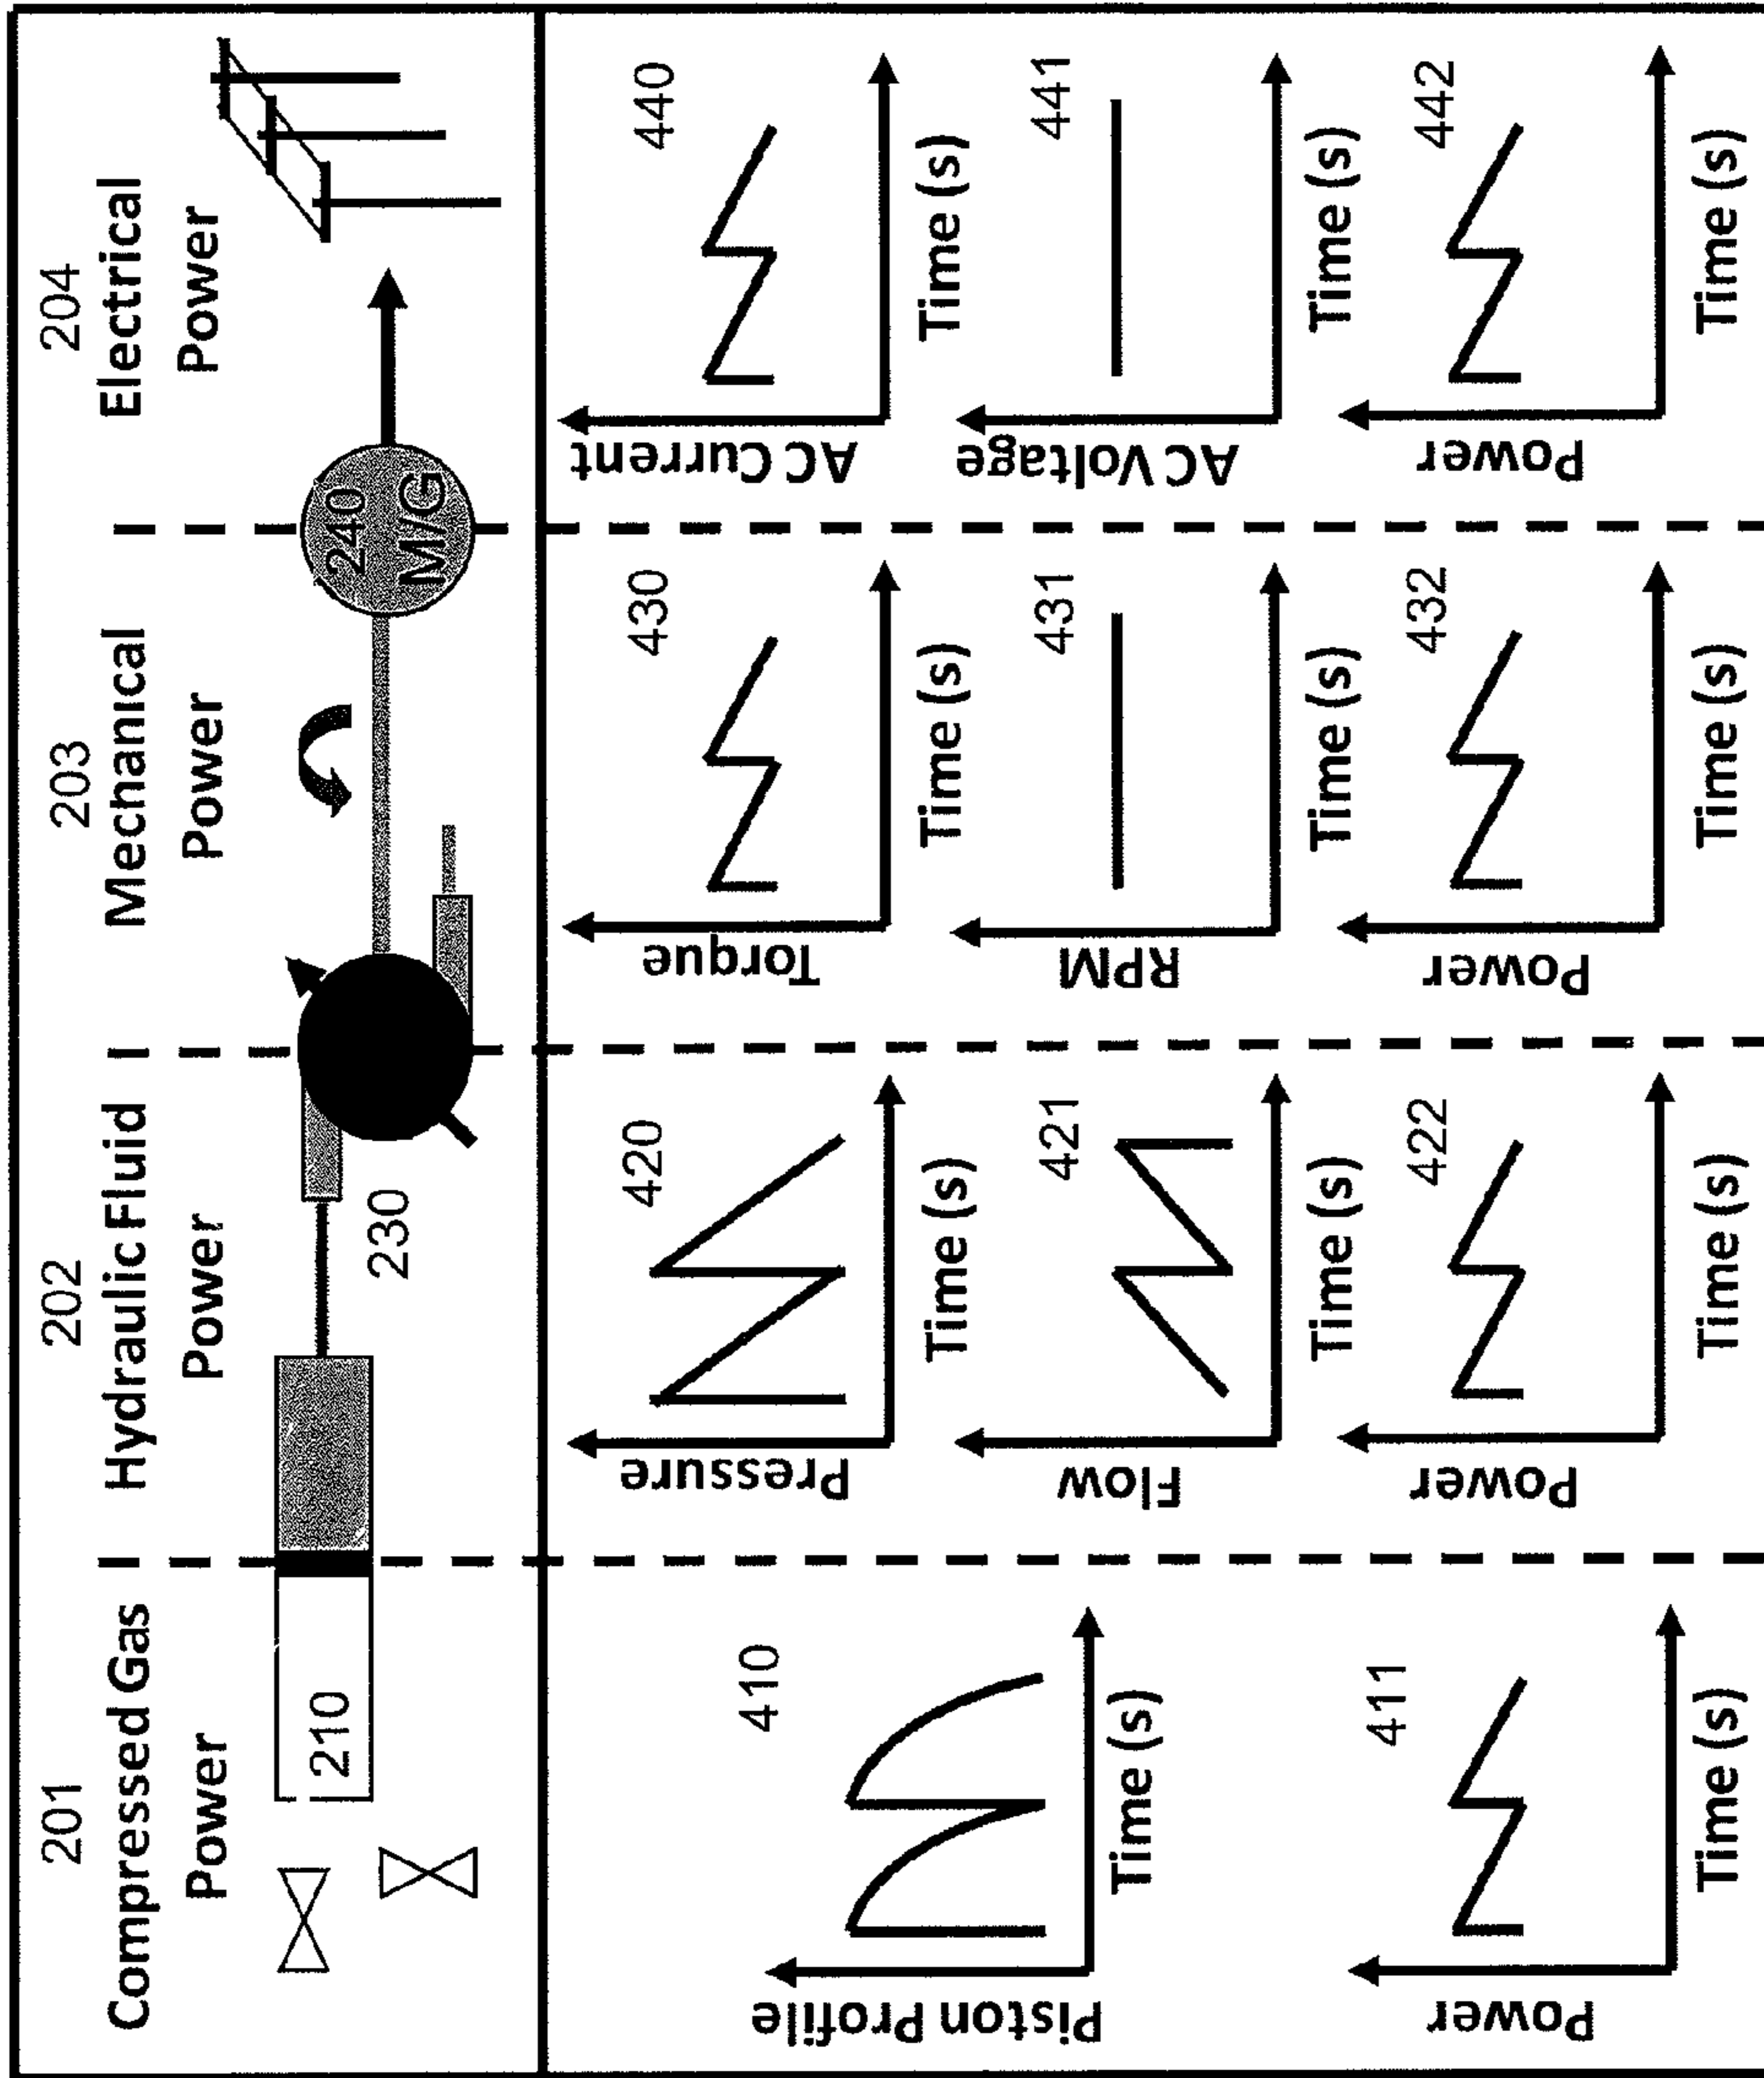 201
Compressed Gas
Power
202
Hydraulic Fluid
Power
203
Mechanical
Power
204
Electrical
Power
210
230
240
M/G
Piston Profile
410
Time (s)
Power
411
Time (s)
Pressure
420
Time (s)
Flow
421
Time (s)
Power
422
Time (s)
Torque
430
Time (s)
RPM
431
Time (s)
Power
432
Time (s)
AC Current
440
Time (s)
AC Voltage
441
Time (s)
Power
442
Time (s)